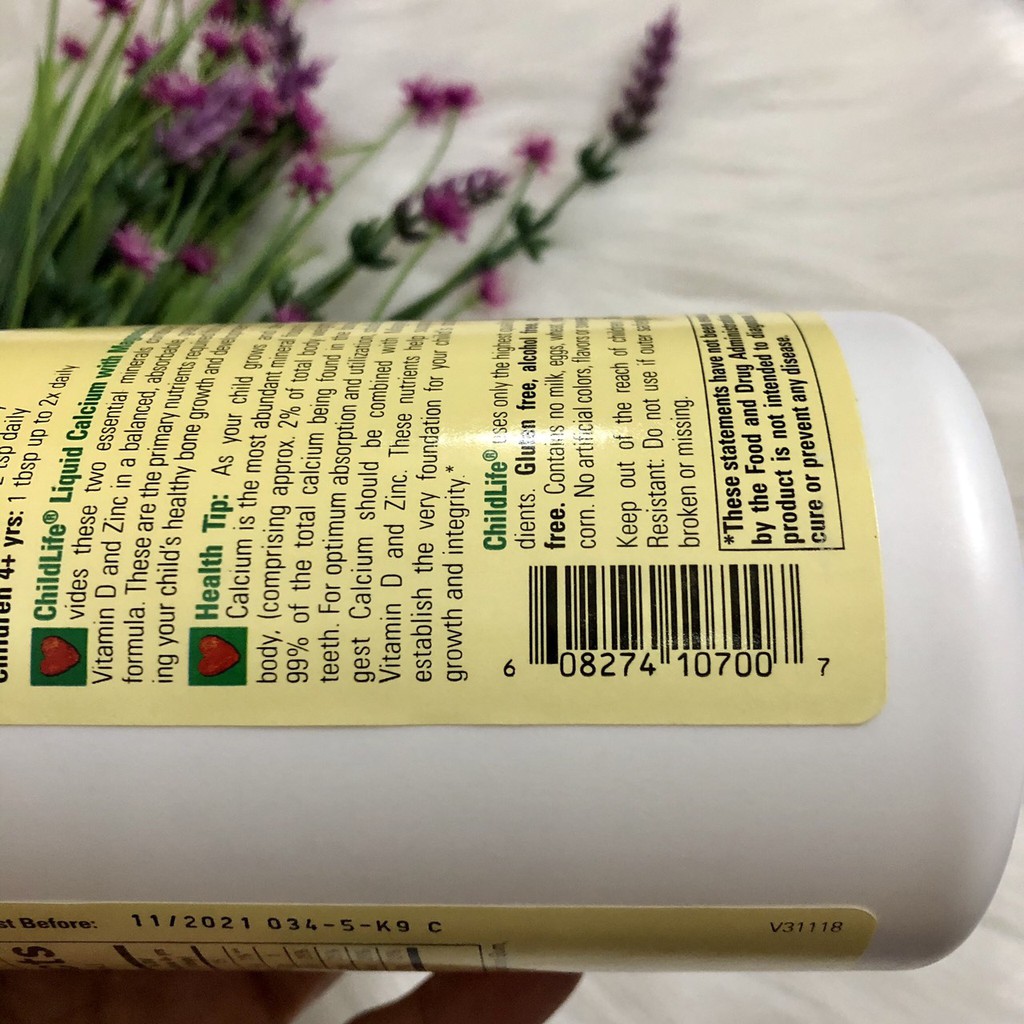 4+ yrs: 1 tbsp up to 2x daily
ChildLife® Liquid Calcium with
vides these two essential minerals,
Vitamin D and Zinc in a balanced, absorbable
formula. These are the primary nutrients
ing your child's healthy bone growth and
Health Tip: As your child grows
Calcium is the most abundant mineral
body, (comprising approx. 2% of total body
99% of the total calcium being found in the
teeth. For optimum absorption and utilization
gest Calcium should be combined with
Vitamin D and Zinc. These nutrients help
establish the very foundation for your child's
growth and integrity.*
ChildLife® uses only the highest
dients. Gluten free, alcohol
free. Contains no milk, eggs,
corn. No artificial colors, flavors or
Keep out of the reach of
Resistant: Do not use if outer
broken or missing.
*These statements have not been
by the Food and Drug
product is not intended to
cure or prevent any disease.
6 08274 10700 7
Before: 11/2021 034-5-K9 C
V31118